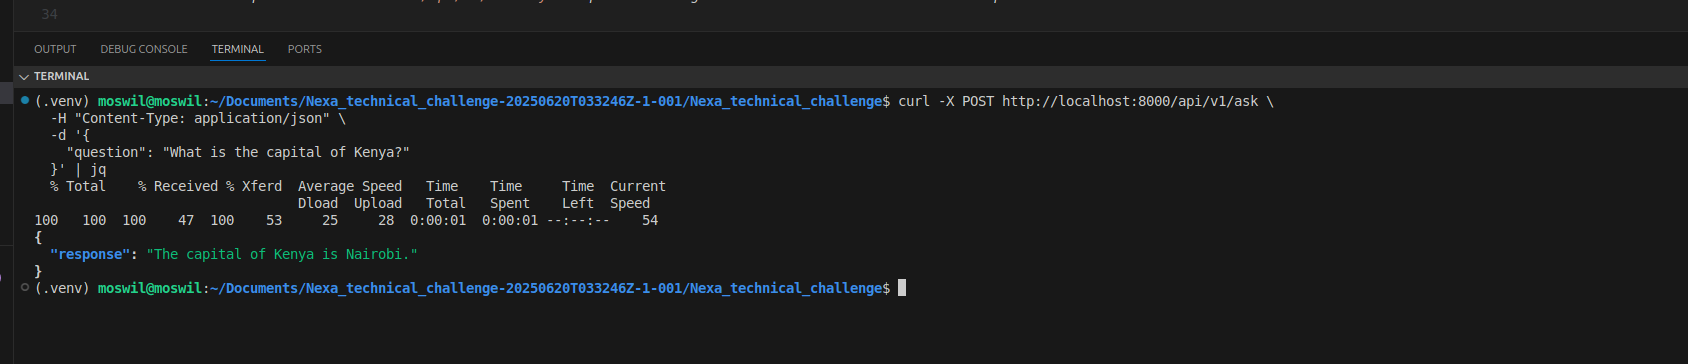 34
OUTPUT DEBUG CONSOLE TERMINAL PORTS
TERMINAL
(.venv) moswil@moswil:~/Documents/Nexa_technical_challenge-20250620T033246Z-1-001/Nexa_technical_challenge$ curl -X POST http://localhost:8000/api/v1/ask \
  -H "Content-Type: application/json" \
  -d '{
    "question": "What is the capital of Kenya?"
  }' | jq
  % Total    % Received % Xferd  Average Speed   Time    Time     Time  Current
                                 Dload  Upload   Total   Spent    Left  Speed
100   100  100    47  100    53     25     28  0:00:01  0:00:01 --:--:--    54
{
  "response": "The capital of Kenya is Nairobi."
}
(.venv) moswil@moswil:~/Documents/Nexa_technical_challenge-20250620T033246Z-1-001/Nexa_technical_challenge$